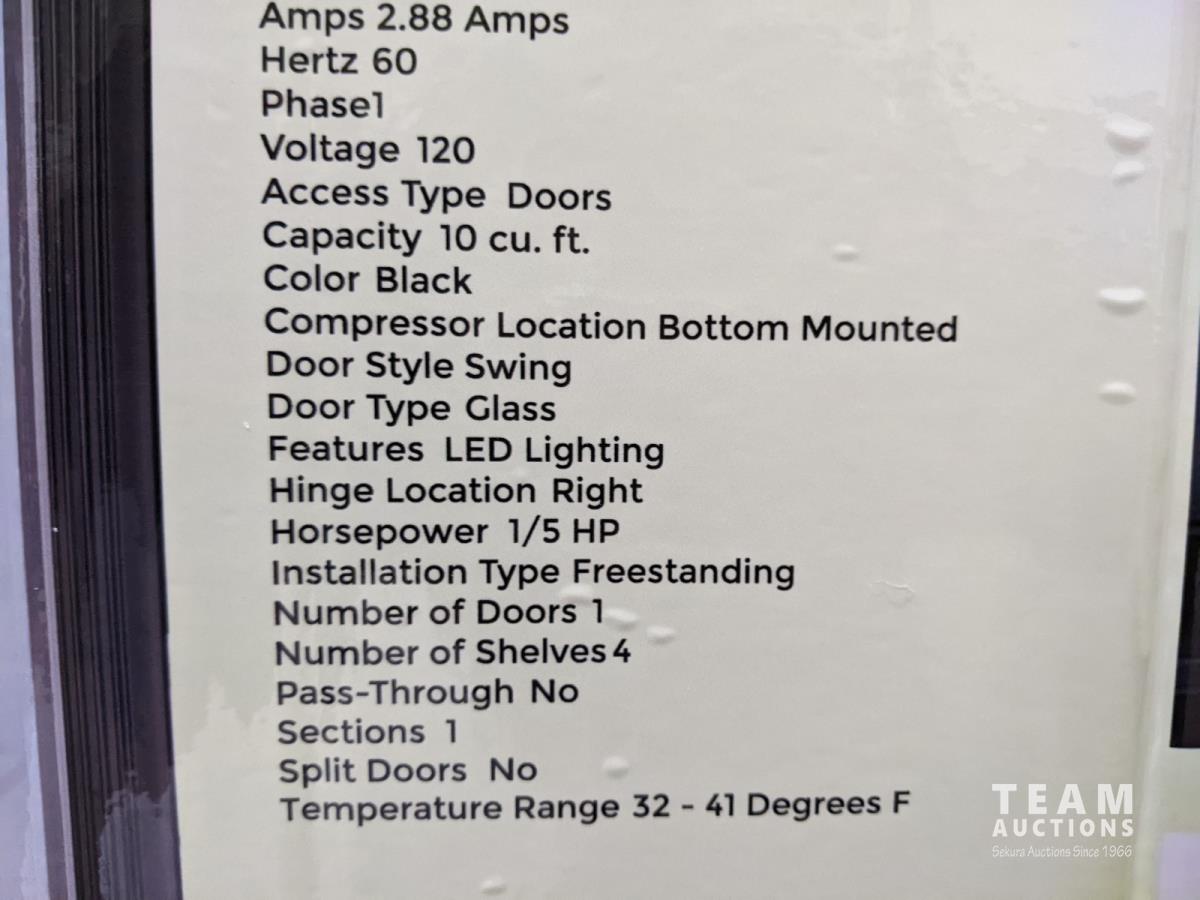 Amps 2.88 Amps
Hertz 60
Phase1
Voltage 120
Access Type Doors
Capacity 10 cu. ft.
Color Black
Compressor Location Bottom Mounted
Door Style Swing
Door Type Glass
Features LED Lighting
Hinge Location Right
Horsepower 1/5 HP
Installation Type Freestanding
Number of Doors 1
Number of Shelves 4
Pass-Through No
Sections 1
Split Doors No
Temperature Range 32 - 41 Degrees F
TEAM
AUCTIONS
Sekura Auctions Since 1966